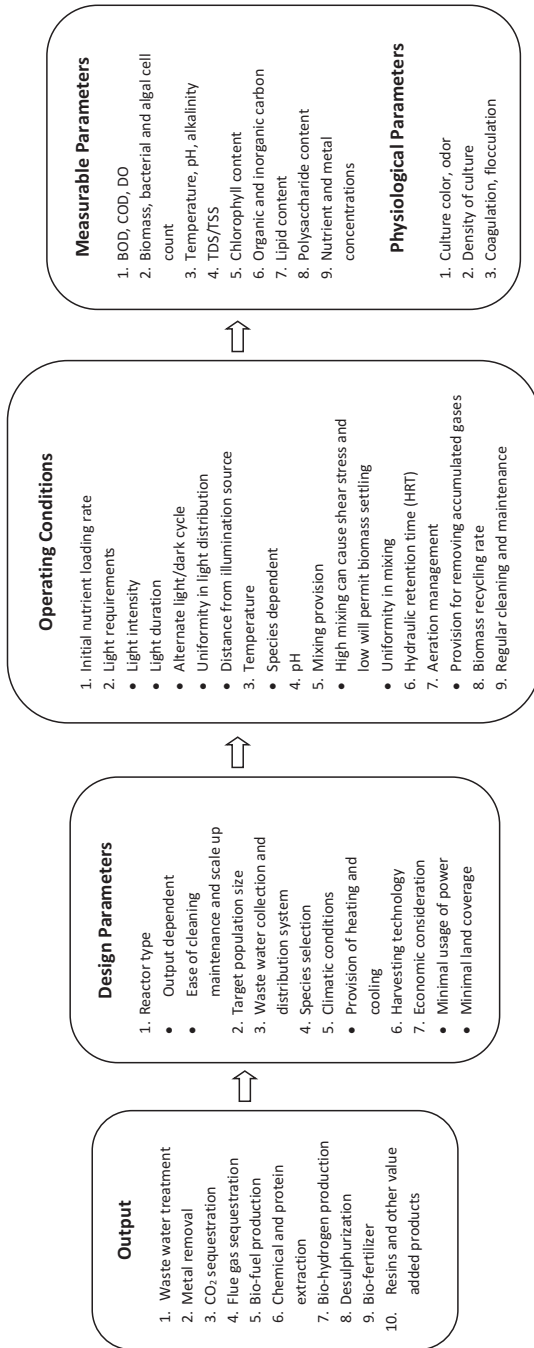 Output
1. Waste water treatment
2. Metal removal
3. CO₂ sequestration
4. Flue gas sequestration
5. Bio-fuel production
6. Chemical and protein
extraction
7. Bio-hydrogen production
8. Desulphurization
9. Bio-fertilizer
10. Resins and other value
added products
Design Parameters
1. Reactor type
• Output dependent
• Ease of cleaning
maintenance and scale up
2. Target population size
3. Waste water collection and
distribution system
4. Species selection
5. Climatic conditions
• Provision of heating and
cooling
6. Harvesting technology
7. Economic consideration
• Minimal usage of power
• Minimal land coverage
Operating Conditions
1. Initial nutrient loading rate
2. Light requirements
• Light intensity
• Light duration
• Alternate light/dark cycle
• Uniformity in light distribution
• Distance from illumination source
3. Temperature
• Species dependent
4. pH
5. Mixing provision
• High mixing can cause shear stress and
low will permit biomass settling
• Uniformity in mixing
6. Hydraulic retention time (HRT)
7. Aeration management
• Provision for removing accumulated gases
8. Biomass recycling rate
9. Regular cleaning and maintenance
Measurable Parameters
1. BOD, COD, DO
2. Biomass, bacterial and algal cell
count
3. Temperature, pH, alkalinity
4. TDS/TSS
5. Chlorophyll content
6. Organic and inorganic carbon
7. Lipid content
8. Polysaccharide content
9. Nutrient and metal
concentrations
Physiological Parameters
1. Culture color, odor
2. Density of culture
3. Coagulation, flocculation